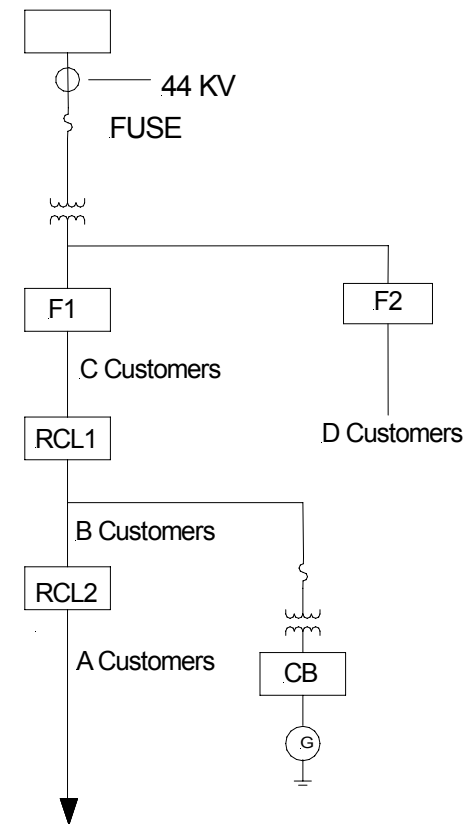 44 KV
FUSE
F1
F2
C Customers
D Customers
RCL1
B Customers
RCL2
A Customers
CB
G